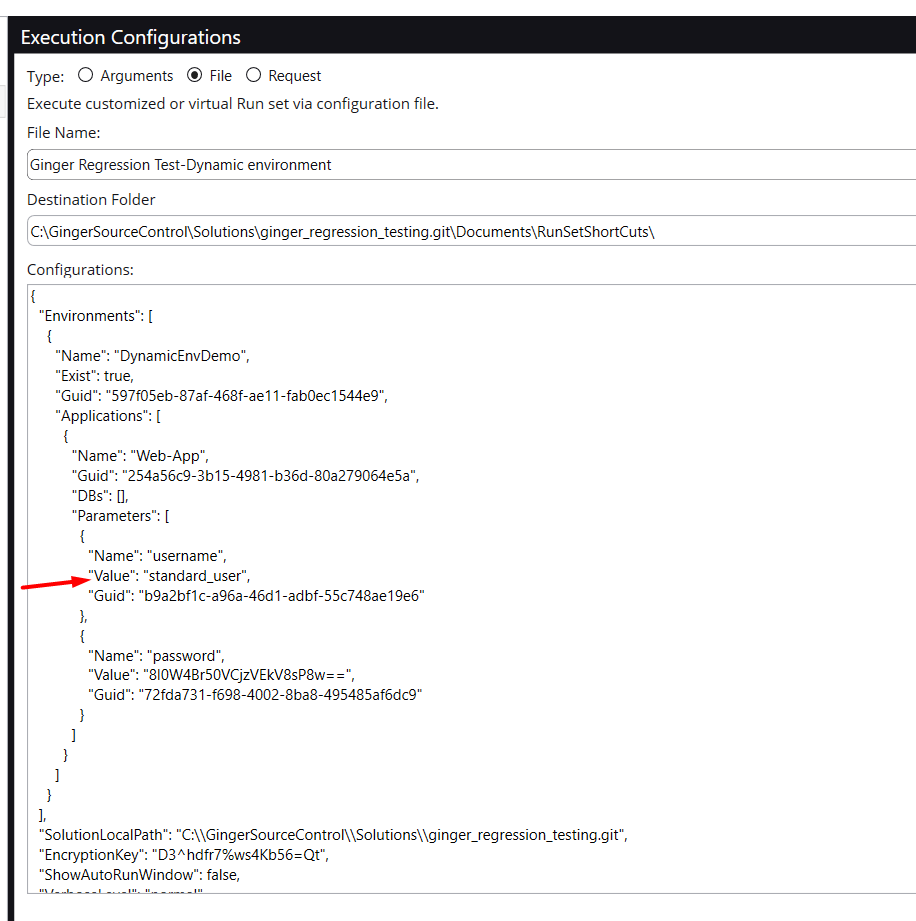 Execution Configurations
Type: Arguments File Request
Execute customized or virtual Run set via configuration file.
File Name:
Ginger Regression Test-Dynamic environment
Destination Folder
C:\GingerSourceControl\Solutions\ginger_regression_testing.git\Documents\RunSetShortCuts\
Configurations:
{
"Environments": [
{
"Name": "DynamicEnvDemo",
"Exist": true,
"Guid": "597f05eb-87af-468f-ae11-fab0ec1544e9",
"Applications": [
{
"Name": "Web-App",
"Guid": "254a56c9-3b15-4981-b36d-80a279064e5a",
"DBs": [],
"Parameters": [
{
"Name": "username",
"Value": "standard_user",
"Guid": "b9a2bf1c-a96a-46d1-adbf-55c748ae19e6"
},
{
"Name": "password",
"Value": "8I0W4Br50VCjzVEkV8sP8w==",
"Guid": "72fda731-f698-4002-8ba8-495485af6dc9"
}
]
}
]
}
],
"SolutionLocalPath": "C:\\GingerSourceControl\\Solutions\\ginger_regression_testing.git",
"EncryptionKey": "D3^hdfr7%ws4Kb56=Qt",
"ShowAutoRunWindow": false,
"VerboseLevel": "normal"